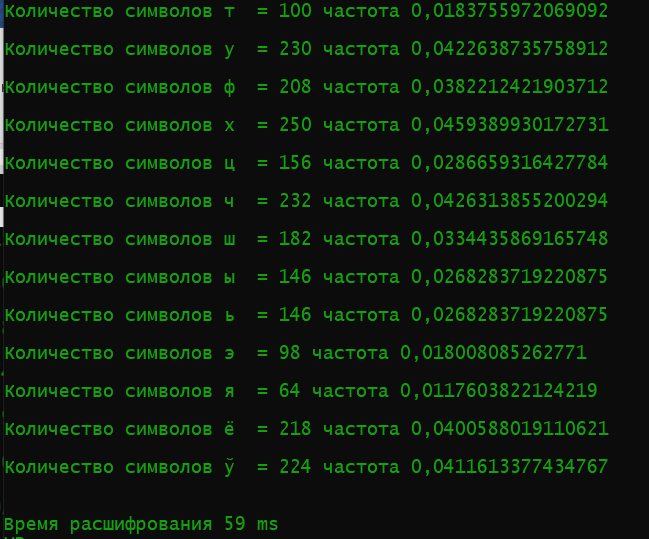 Количество символов т = 100 частота 0,0183755972069092
Количество символов у = 230 частота 0,0422638735758912
Количество символов ф = 208 частота 0,0382212421903712
Количество символов х = 250 частота 0,0459389930172731
Количество символов ц = 156 частота 0,0286659316427784
Количество символов ч = 232 частота 0,0426313855200294
Количество символов ш = 182 частота 0,0334435869165748
Количество символов ы = 146 частота 0,0268283719220875
Количество символов ь = 146 частота 0,0268283719220875
Количество символов э = 98 частота 0,018008085262771
Количество символов я = 64 частота 0,0117603822124219
Количество символов ё = 218 частота 0,0400588019110621
Количество символов ў = 224 частота 0,0411613377434767
Время расшифрования 59 ms